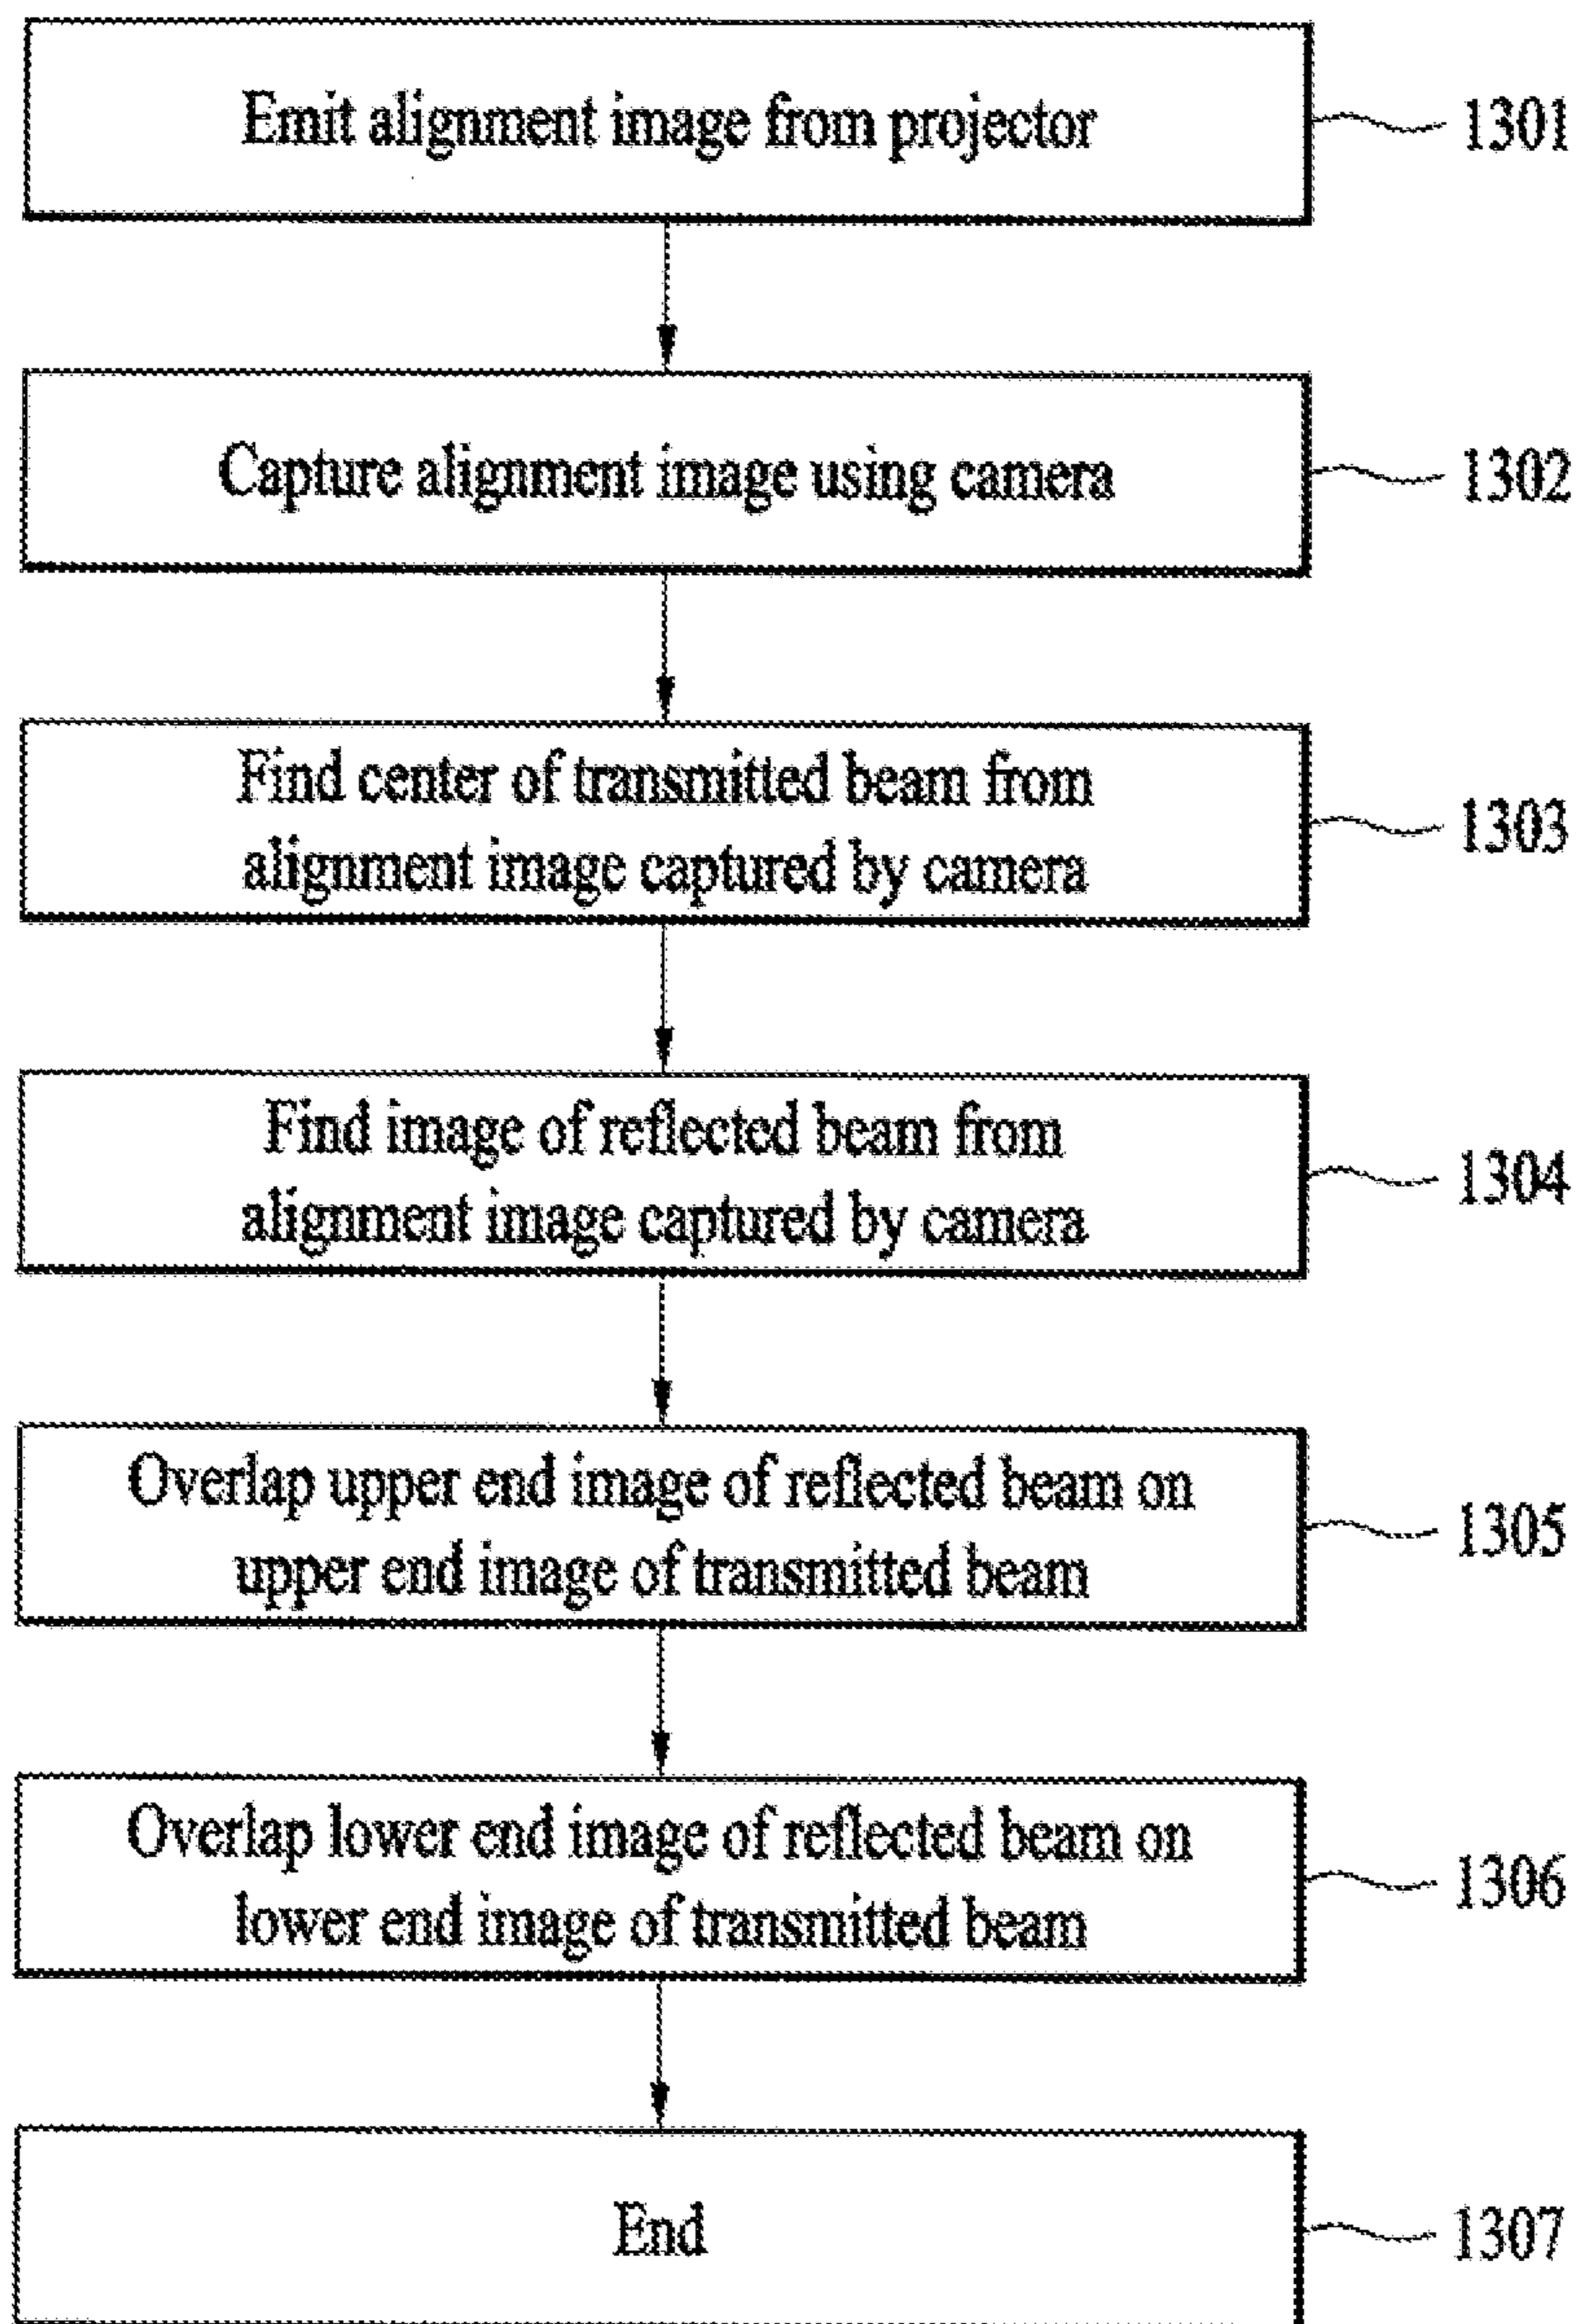 Emit alignment image from projector
1301
Capture alignment image using camera
1302
Find center of transmitted beam from
alignment image captured by camera
1303
Find image of reflected beam from
alignment image captured by camera
1304
Overlap upper end image of reflected beam on
upper end image of transmitted beam
1305
Overlap lower end image of reflected beam on
lower end image of transmitted beam
1306
End
1307